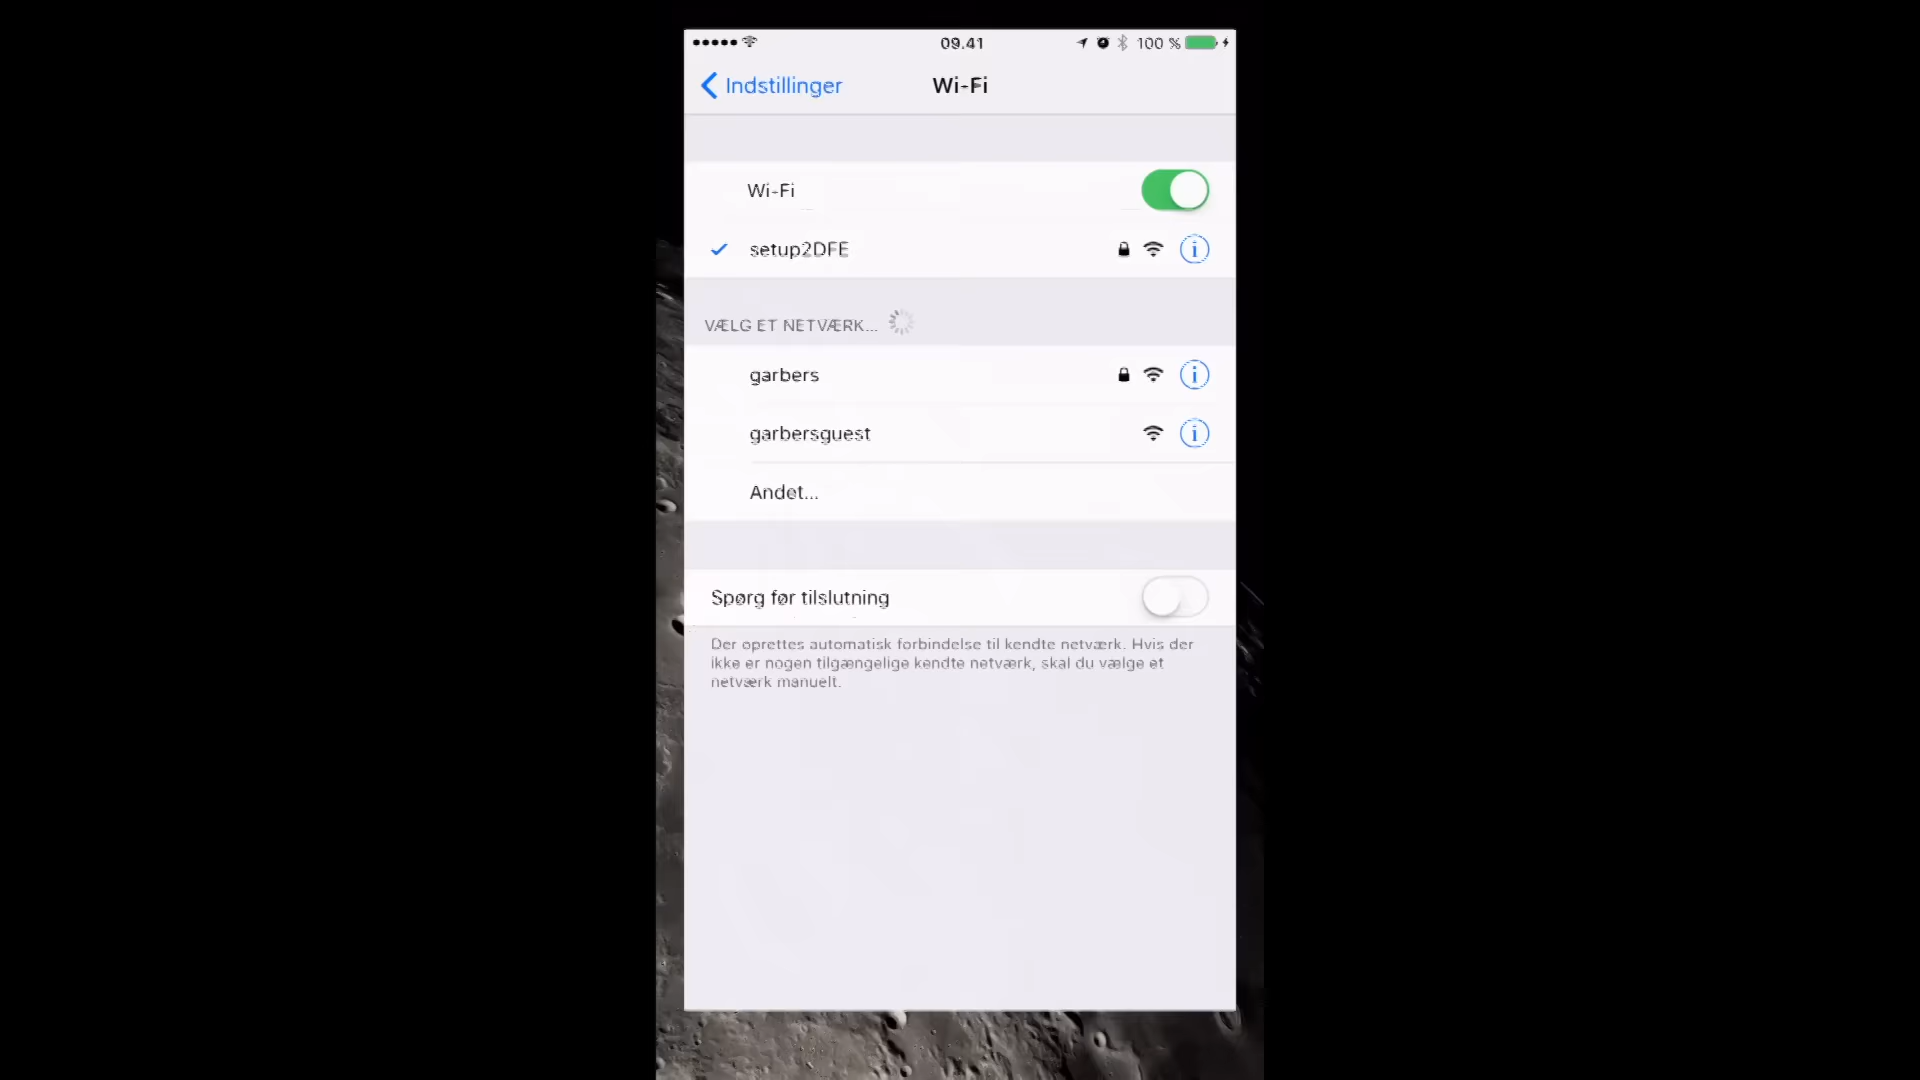 09.41 100 %
Indstillinger Wi-Fi
Wi-Fi
setup2DFE
VÆLG ET NETVÆRK...
garbers
garbersguest
Andet...
Spørg før tilslutning
Der oprettes automatisk forbindelse til kendte netværk. Hvis der
ikke er nogen tilgængelige kendte netværk, skal du vælge et
netværk manuelt.